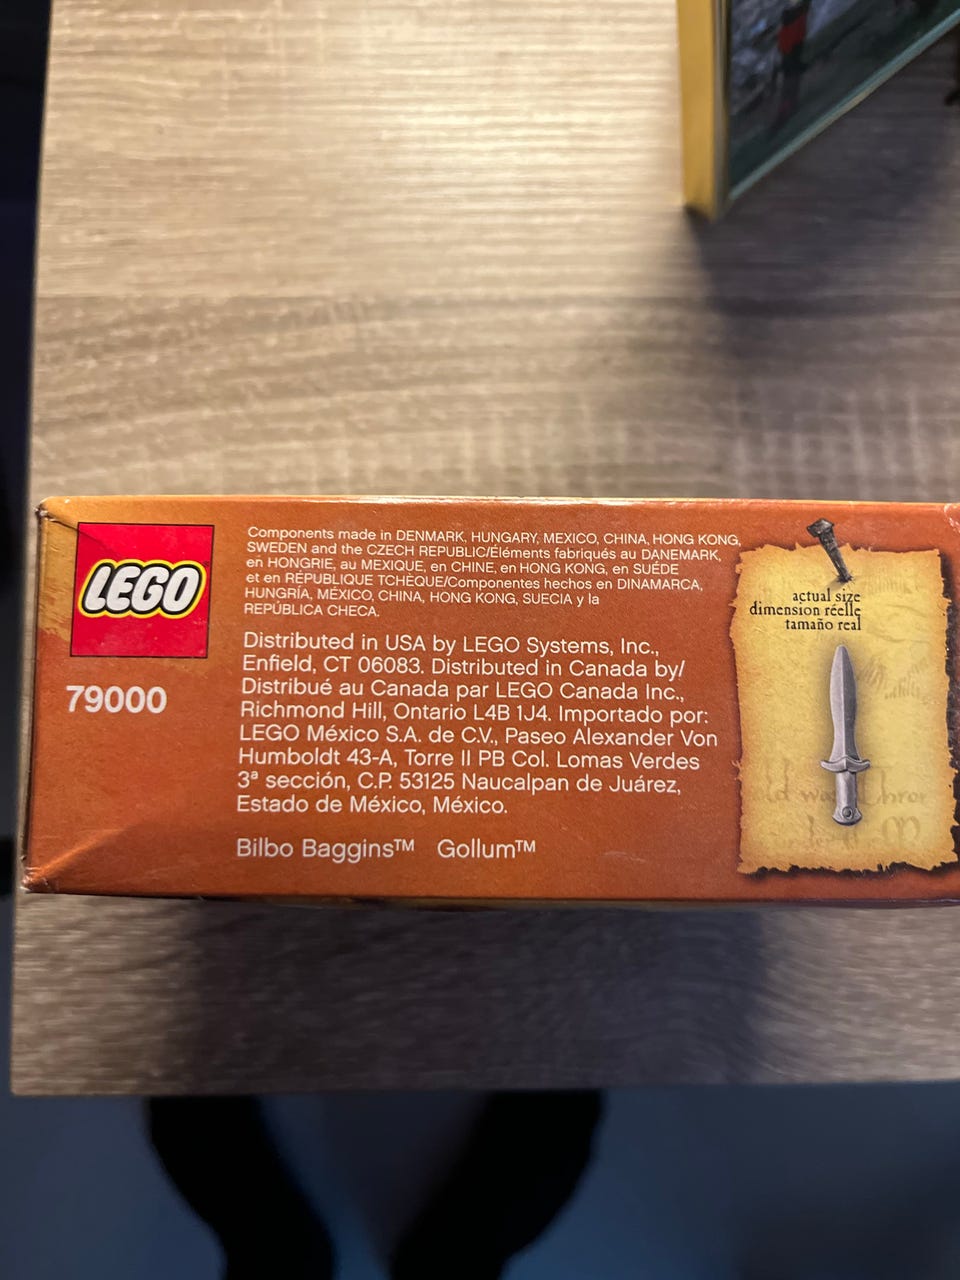 LEGO
79000
Components made in DENMARK, HUNGARY, MEXICO, CHINA, HONG KONG,
SWEDEN and the CZECH REPUBLIC/Éléments fabriqués au DANEMARK,
en HONGRIE, au MEXIQUE, en CHINE, en HONG KONG, en SUÉDE
et en RÉPUBLIQUE TCHÈQUE/Componentes hechos en DINAMARCA,
HUNGRÍA, MÉXICO, CHINA, HONG KONG, SUECIA y la
REPÚBLICA CHECA.
Distributed in USA by LEGO Systems, Inc.,
Enfield, CT 06083. Distributed in Canada by/
Distribué au Canada par LEGO Canada Inc.,
Richmond Hill, Ontario L4B 1J4. Importado por:
LEGO México S.A. de C.V., Paseo Alexander Von
Humboldt 43-A, Torre II PB Col. Lomas Verdes
3ª sección, C.P. 53125 Naucalpan de Juárez,
Estado de México, México.
Bilbo Baggins™ Gollum™
actual size
dimension réelle
tamaño real